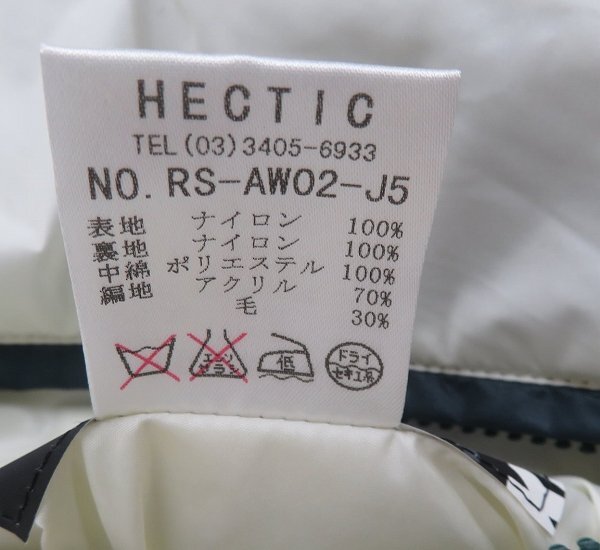 HECTIC
TEL(03)3405-6933
NO. RS-AW02-J5
表地 ナイロン 100%
裏地 ナイロン 100%
中綿 ポリエステル 100%
編地 アクリル 70%
毛 30%
エンソサラシ 低 ドライ セキユ系